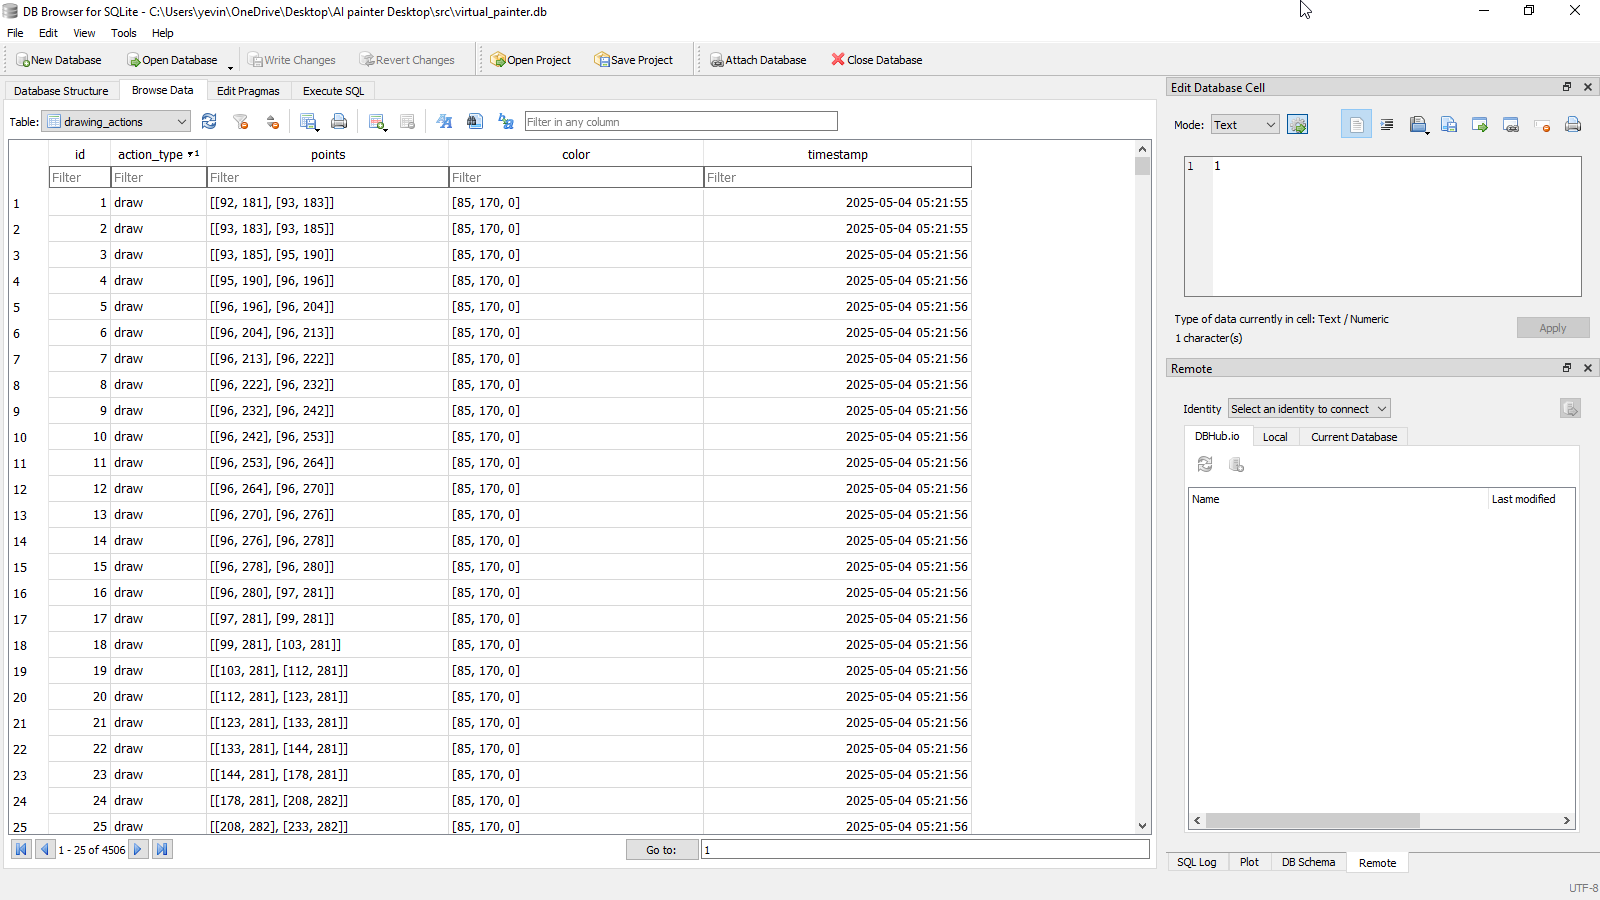 DB Browser for SQLite - C:\Users\yevin\OneDrive\Desktop\AI painter Desktop\src\virtual_painter.db
File Edit View Tools Help
New Database Open Database Write Changes Revert Changes Open Project Save Project Attach Database Close Database
Database Structure Browse Data Edit Pragmas Execute SQL
Table: drawing_actions Filter in any column
id action_type 1 points color timestamp
Filter Filter Filter Filter Filter
1 1 draw [[92, 181], [93, 183]] [85, 170, 0] 2025-05-04 05:21:55
2 2 draw [[93, 183], [93, 185]] [85, 170, 0] 2025-05-04 05:21:55
3 3 draw [[93, 185], [95, 190]] [85, 170, 0] 2025-05-04 05:21:56
4 4 draw [[95, 190], [96, 196]] [85, 170, 0] 2025-05-04 05:21:56
5 5 draw [[96, 196], [96, 204]] [85, 170, 0] 2025-05-04 05:21:56
6 6 draw [[96, 204], [96, 213]] [85, 170, 0] 2025-05-04 05:21:56
7 7 draw [[96, 213], [96, 222]] [85, 170, 0] 2025-05-04 05:21:56
8 8 draw [[96, 222], [96, 232]] [85, 170, 0] 2025-05-04 05:21:56
9 9 draw [[96, 232], [96, 242]] [85, 170, 0] 2025-05-04 05:21:56
10 10 draw [[96, 242], [96, 253]] [85, 170, 0] 2025-05-04 05:21:56
11 11 draw [[96, 253], [96, 264]] [85, 170, 0] 2025-05-04 05:21:56
12 12 draw [[96, 264], [96, 270]] [85, 170, 0] 2025-05-04 05:21:56
13 13 draw [[96, 270], [96, 276]] [85, 170, 0] 2025-05-04 05:21:56
14 14 draw [[96, 276], [96, 278]] [85, 170, 0] 2025-05-04 05:21:56
15 15 draw [[96, 278], [96, 280]] [85, 170, 0] 2025-05-04 05:21:56
16 16 draw [[96, 280], [97, 281]] [85, 170, 0] 2025-05-04 05:21:56
17 17 draw [[97, 281], [99, 281]] [85, 170, 0] 2025-05-04 05:21:56
18 18 draw [[99, 281], [103, 281]] [85, 170, 0] 2025-05-04 05:21:56
19 19 draw [[103, 281], [112, 281]] [85, 170, 0] 2025-05-04 05:21:56
20 20 draw [[112, 281], [123, 281]] [85, 170, 0] 2025-05-04 05:21:56
21 21 draw [[123, 281], [133, 281]] [85, 170, 0] 2025-05-04 05:21:56
22 22 draw [[133, 281], [144, 281]] [85, 170, 0] 2025-05-04 05:21:56
23 23 draw [[144, 281], [178, 281]] [85, 170, 0] 2025-05-04 05:21:56
24 24 draw [[178, 281], [208, 282]] [85, 170, 0] 2025-05-04 05:21:56
25 25 draw [[208, 282], [233, 282]] [85, 170, 0] 2025-05-04 05:21:56
1 - 25 of 4506 Go to: 1
Edit Database Cell
Mode: Text
1 1
Type of data currently in cell: Text / Numeric
1 character(s)
Apply
Remote
Identity Select an identity to connect
DBHub.io Local Current Database
Name Last modified
SQL Log Plot DB Schema Remote
UTF-8